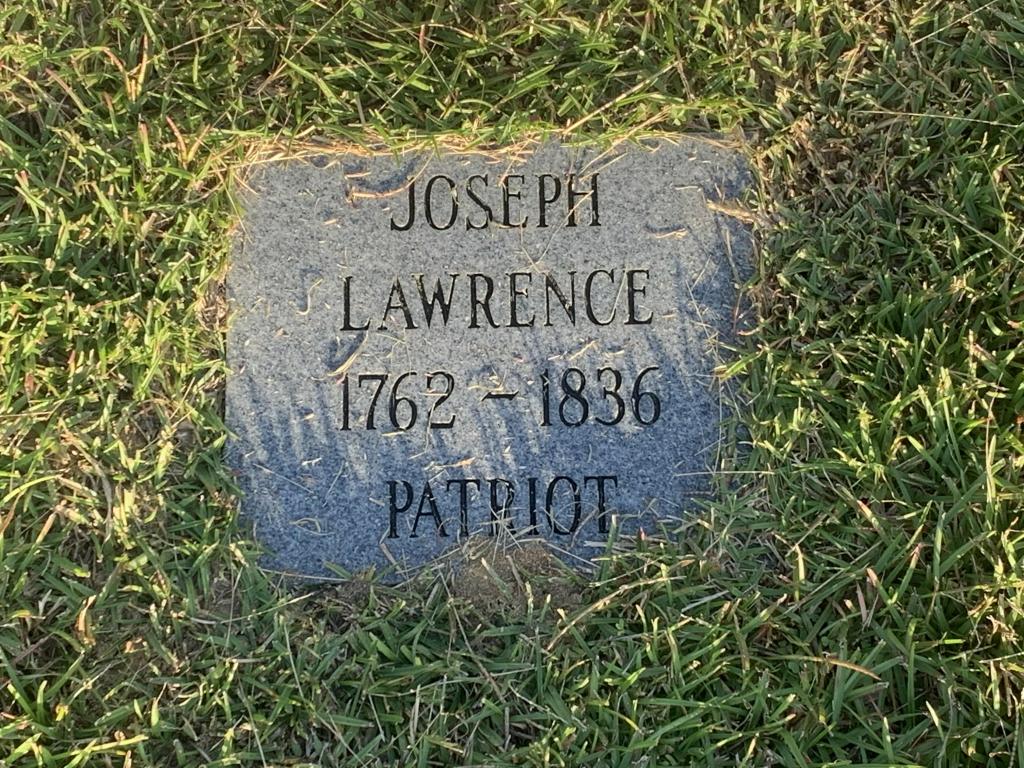 JOSEPH
LAWRENCE
1762 - 1836
PATRIOT